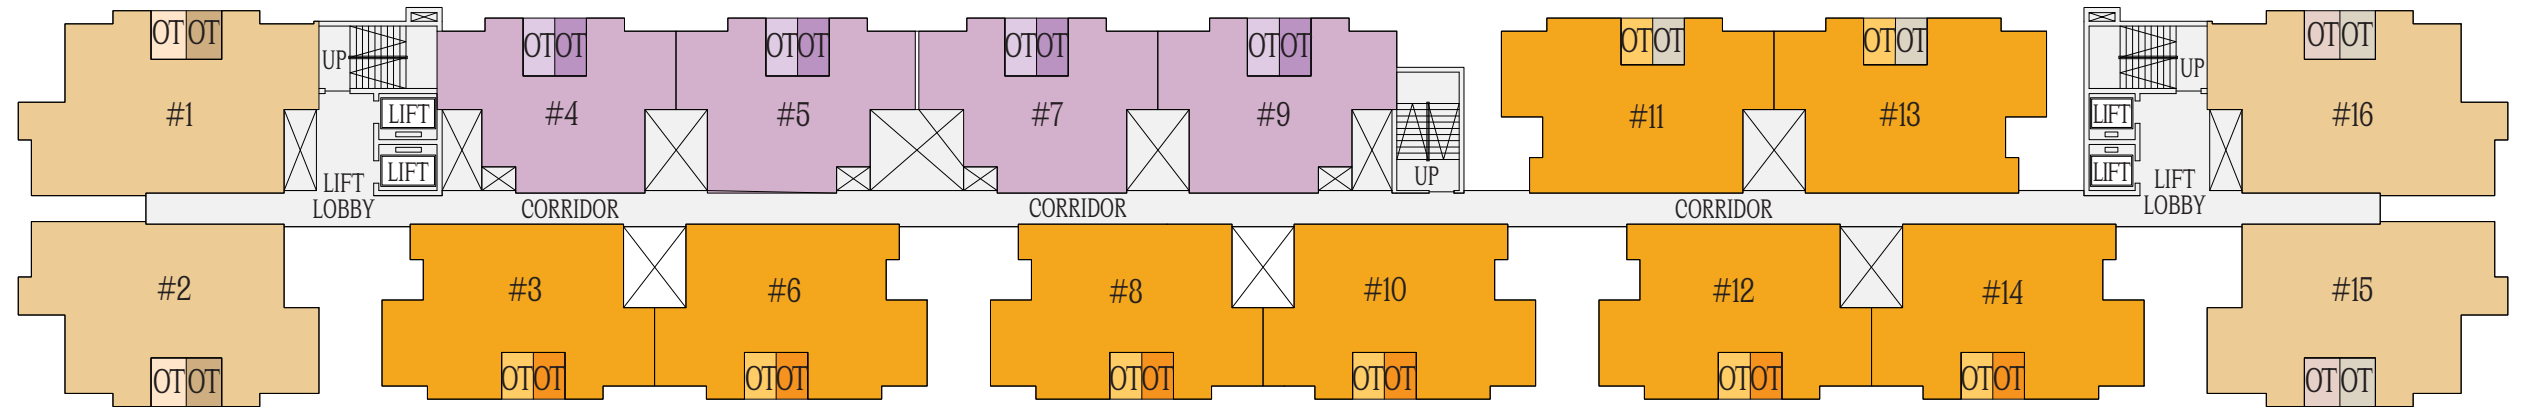 OT OT
OT OT
OT OT
OT OT
OT OT
OT OT
OT OT
OT OT
UP
UP
#1
LIFT
#4
#5
#7
#9
#11
#13
LIFT
#16
LIFT
UP
LIFT
LIFT
LOBBY
LIFT
LOBBY
CORRIDOR
CORRIDOR
CORRIDOR
#2
#3
#6
#8
#10
#12
#14
#15
OT OT
OT OT
OT OT
OT OT
OT OT
OT OT
OT OT
OT OT